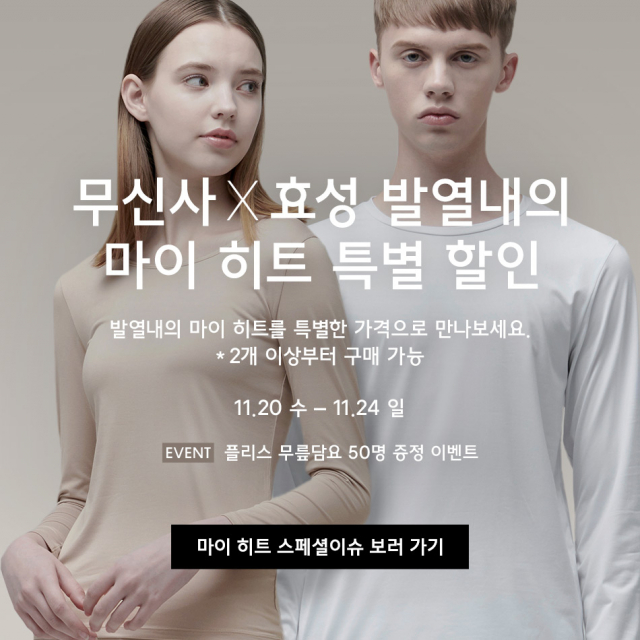 무신사 X 효성 발열내의
마이 히트 특별 할인
발열내의 마이 히트를 특별한 가격으로 만나보세요.
* 2개 이상부터 구매 가능
11.20 수 – 11.24 일
EVENT 플리스 무릎담요 50명 증정 이벤트
마이 히트 스페셜이슈 보러 가기